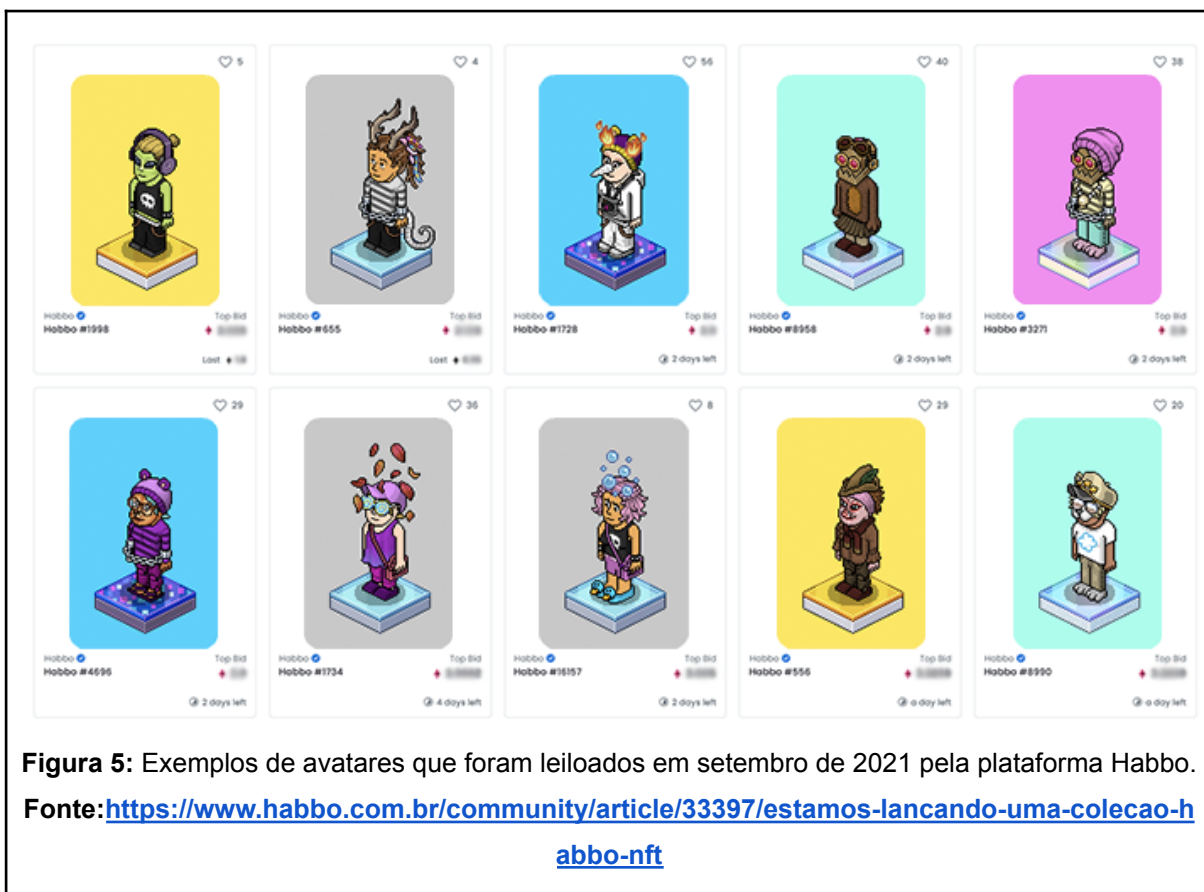 5
4
56
40
38
Habbo Top Bid
Habbo #1998
Last
Habbo Top Bid
Habbo #655
Last
Habbo Top Bid
Habbo #1728
2 days left
Habbo Top Bid
Habbo #8958
2 days left
Habbo Top Bid
Habbo #3271
2 days left
29
36
8
29
20
Habbo Top Bid
Habbo #4696
2 days left
Habbo Top Bid
Habbo #1734
4 days left
Habbo Top Bid
Habbo #16157
2 days left
Habbo Top Bid
Habbo #556
a day left
Habbo Top Bid
Habbo #8990
a day left
Figura 5: Exemplos de avatares que foram leiloados em setembro de 2021 pela plataforma Habbo.
Fonte:https://www.habbo.com.br/community/article/33397/estamos-lancando-uma-colecao-h
abbo-nft